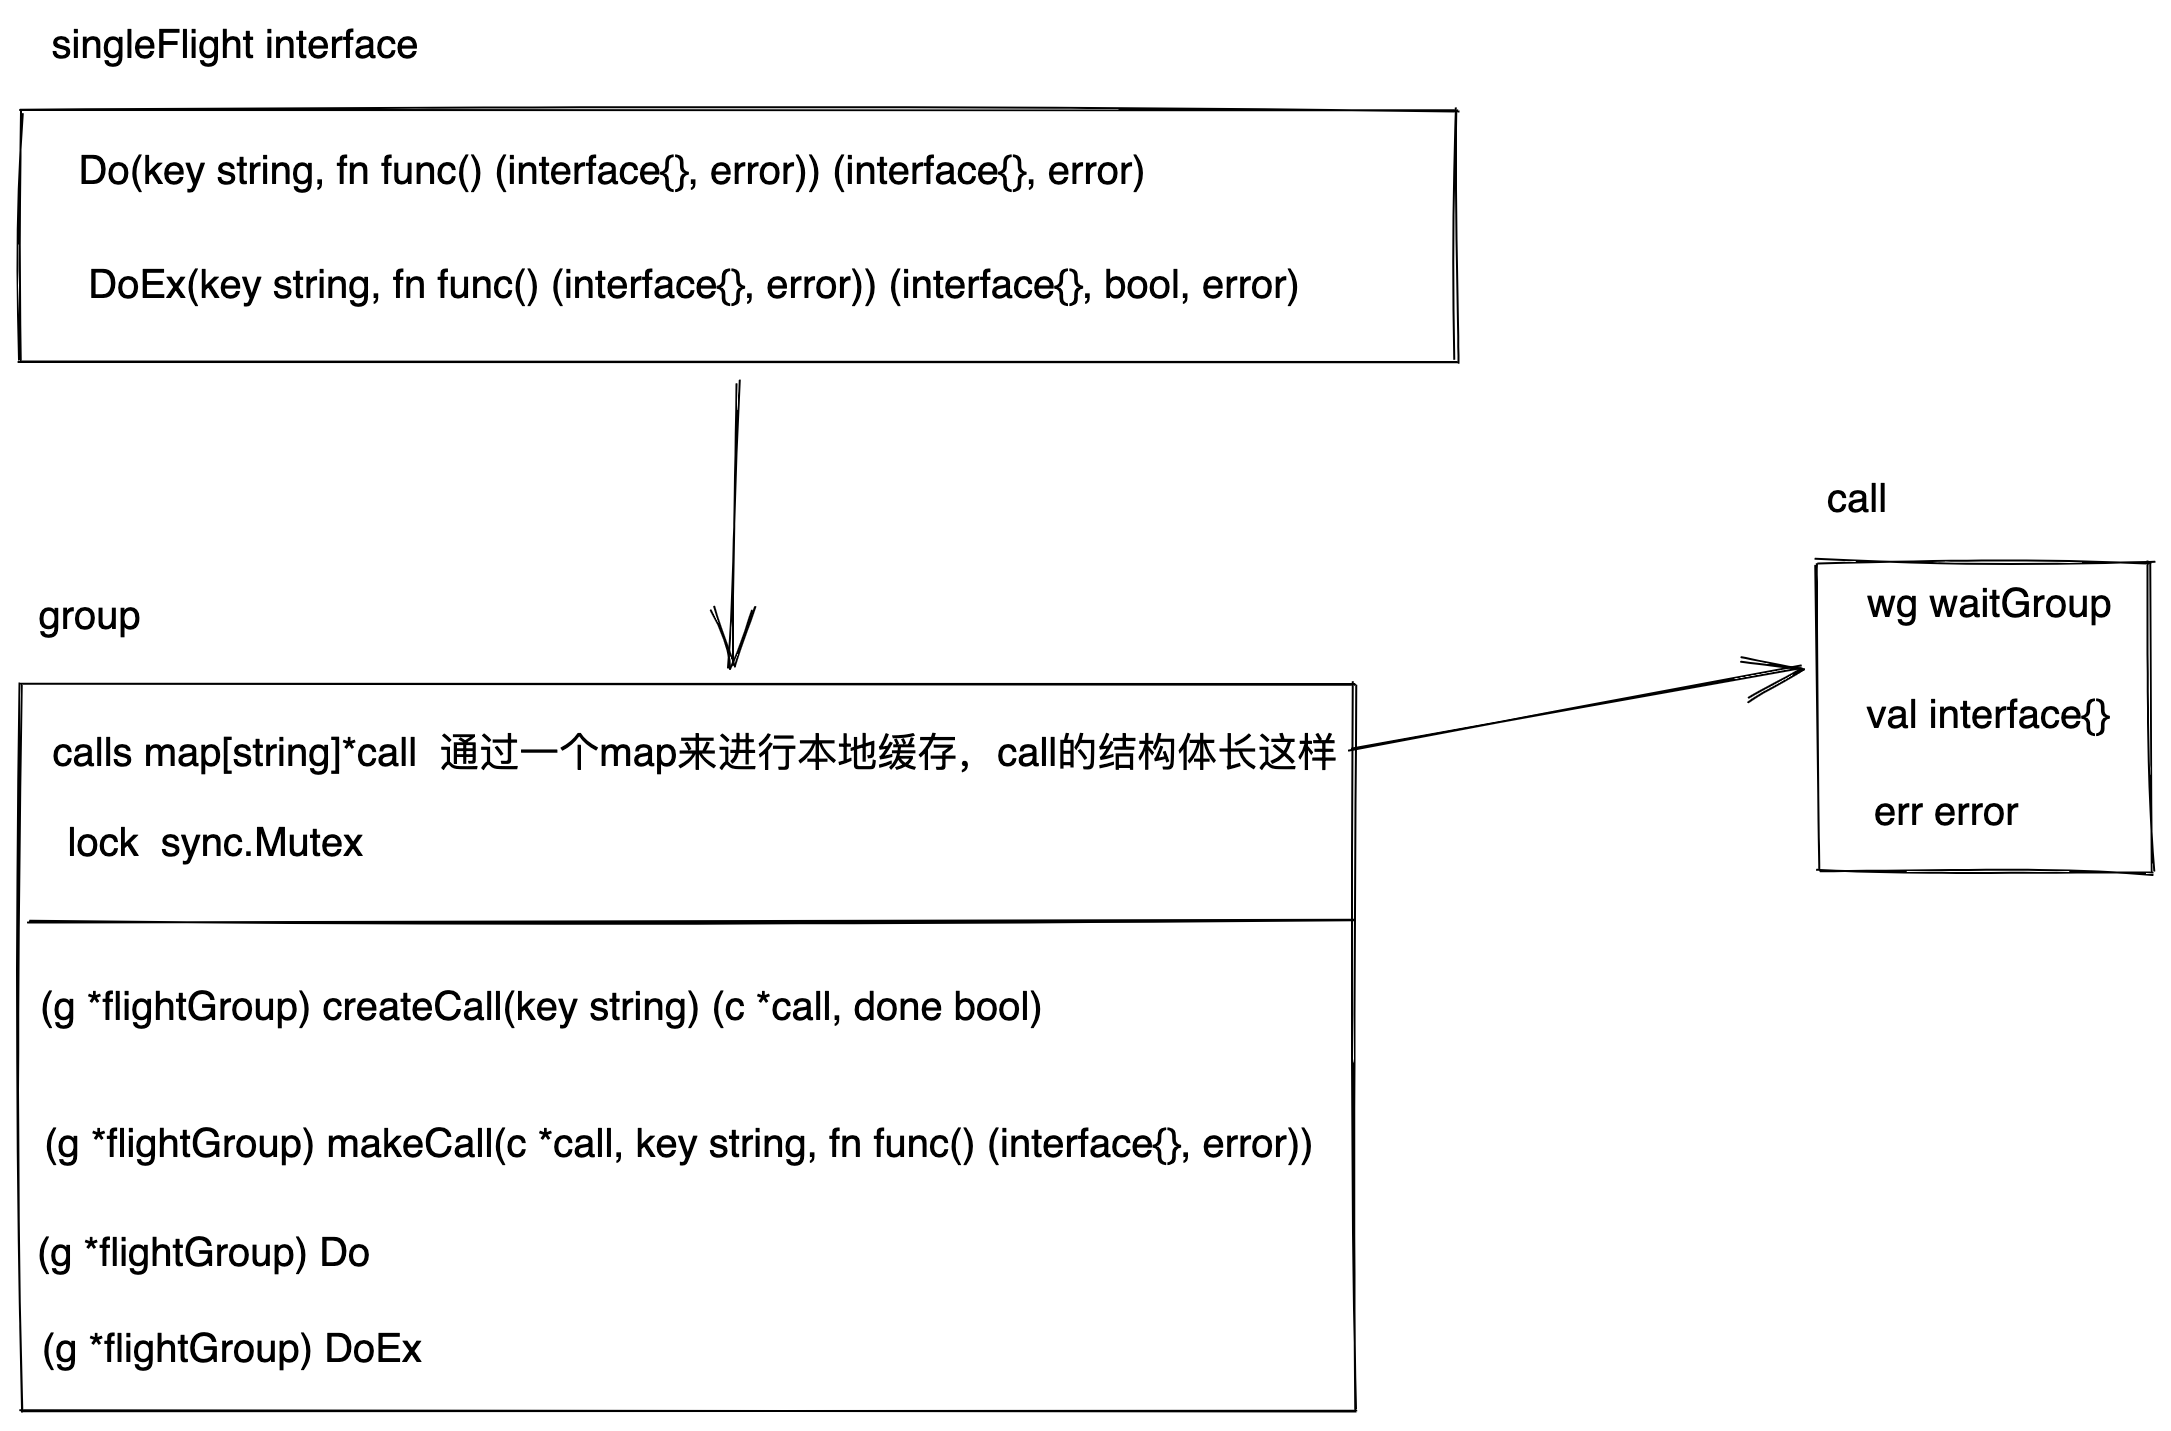 singleFlight interface
Do(key string, fn func() (interface{}, error)) (interface{}, error)
DoEx(key string, fn func() (interface{}, error)) (interface{}, bool, error)
group
calls map[string]*call 通过一个map来进行本地缓存，call的结构体长这样
lock sync.Mutex
(g *flightGroup) createCall(key string) (c *call, done bool)
(g *flightGroup) makeCall(c *call, key string, fn func() (interface{}, error))
(g *flightGroup) Do
(g *flightGroup) DoEx
call
wg waitGroup
val interface{}
err error